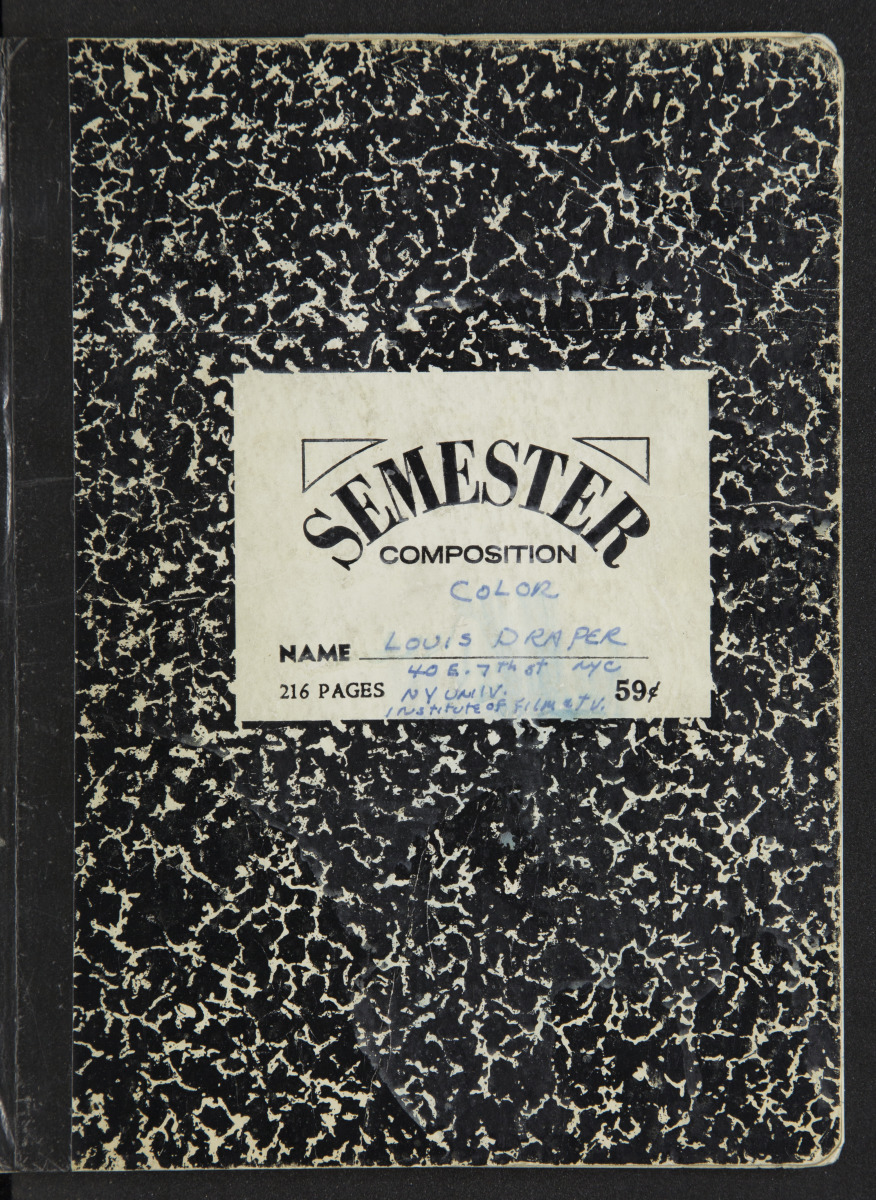 SEMESTER
COMPOSITION
COLOR
NAME LOUIS DRAPER
40 E. 7th st NYC
216 PAGES NY UNIV. 59¢
INSTITUTE OF FILM & TV.